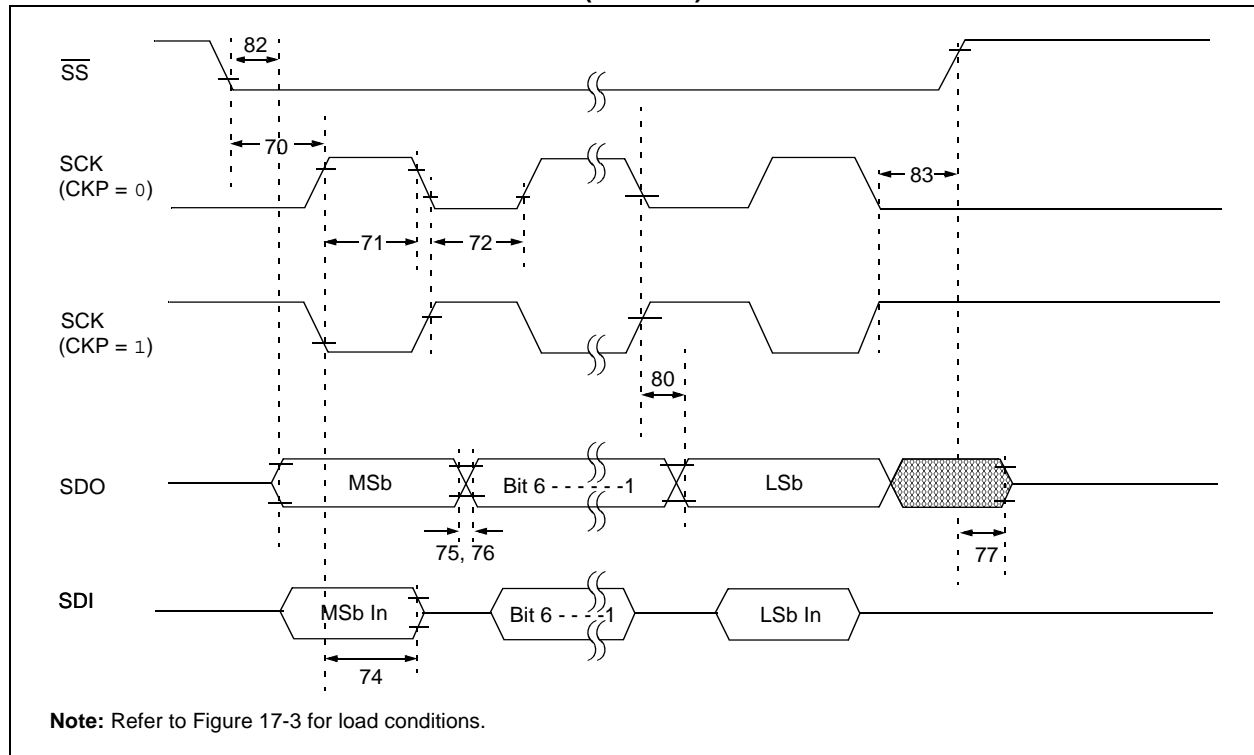 82
SS
70
SCK
(CKP = 0)
83
71
72
SCK
(CKP = 1)
80
SDO
MSb
Bit 6 - - - - - -1
LSb
75, 76
77
SDI
MSb In
Bit 6 - - - -1
LSb In
74
Note: Refer to Figure 17-3 for load conditions.